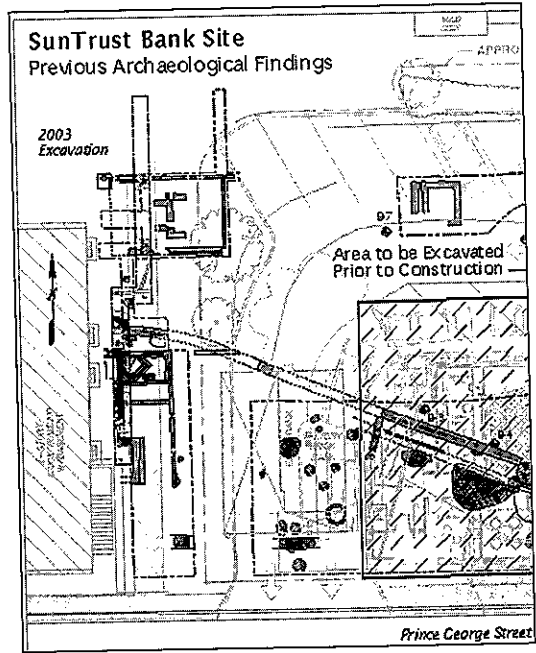 SunTrust Bank Site
Previous Archaeological Findings
APPRO
2003
Excavation
97
Area to be Excavated
Prior to Construction
Prince George Street